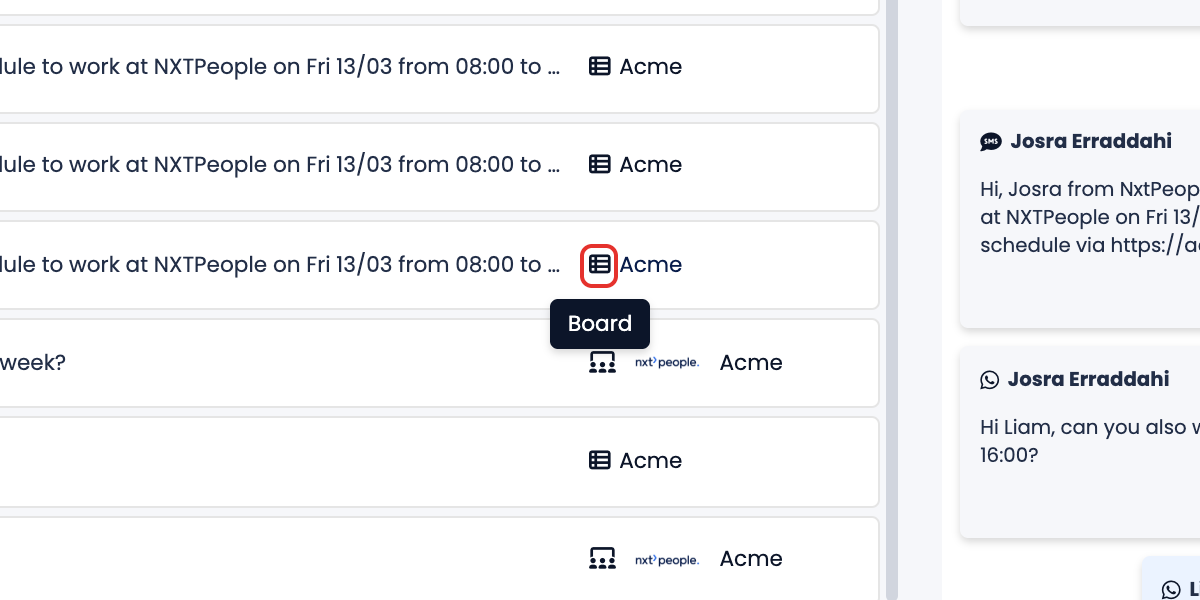 dule to work at NXTPeople on Fri 13/03 from 08:00 to ... Acme
dule to work at NXTPeople on Fri 13/03 from 08:00 to ... Acme
dule to work at NXTPeople on Fri 13/03 from 08:00 to ... Acme
Board
week? nxt people. Acme
Acme
nxt people. Acme
SMS Josra Erraddahi
Hi, Josra from NxtPeop
at NXTPeople on Fri 13/
schedule via https://a
Josra Erraddahi
Hi Liam, can you also w
16:00?